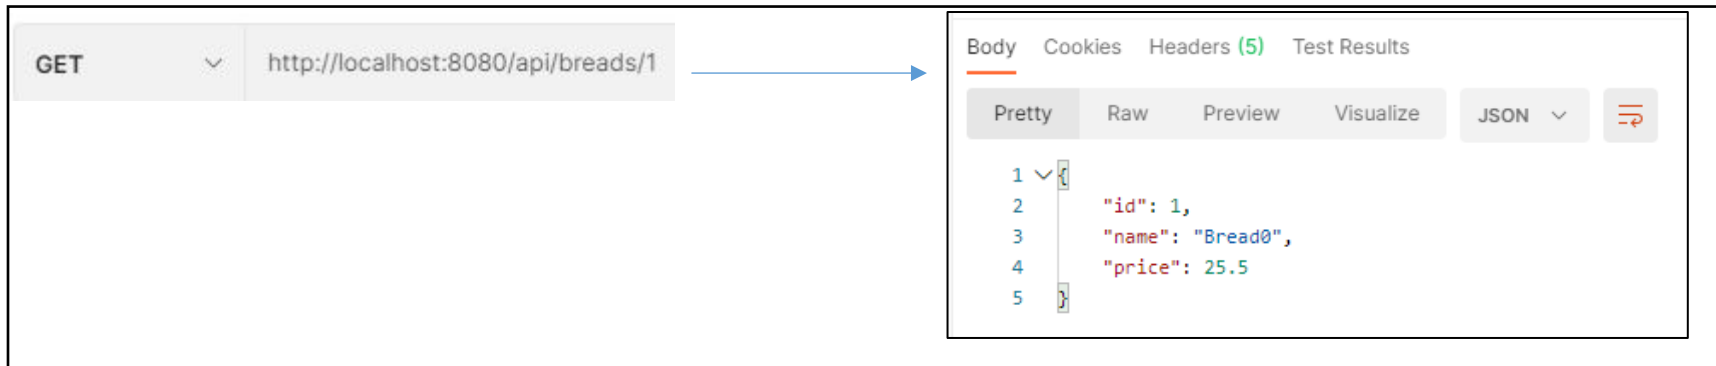 GET http://localhost:8080/api/breads/1
Body Cookies Headers (5) Test Results
Pretty Raw Preview Visualize JSON
1 {
2 "id": 1,
3 "name": "Bread0",
4 "price": 25.5
5 }